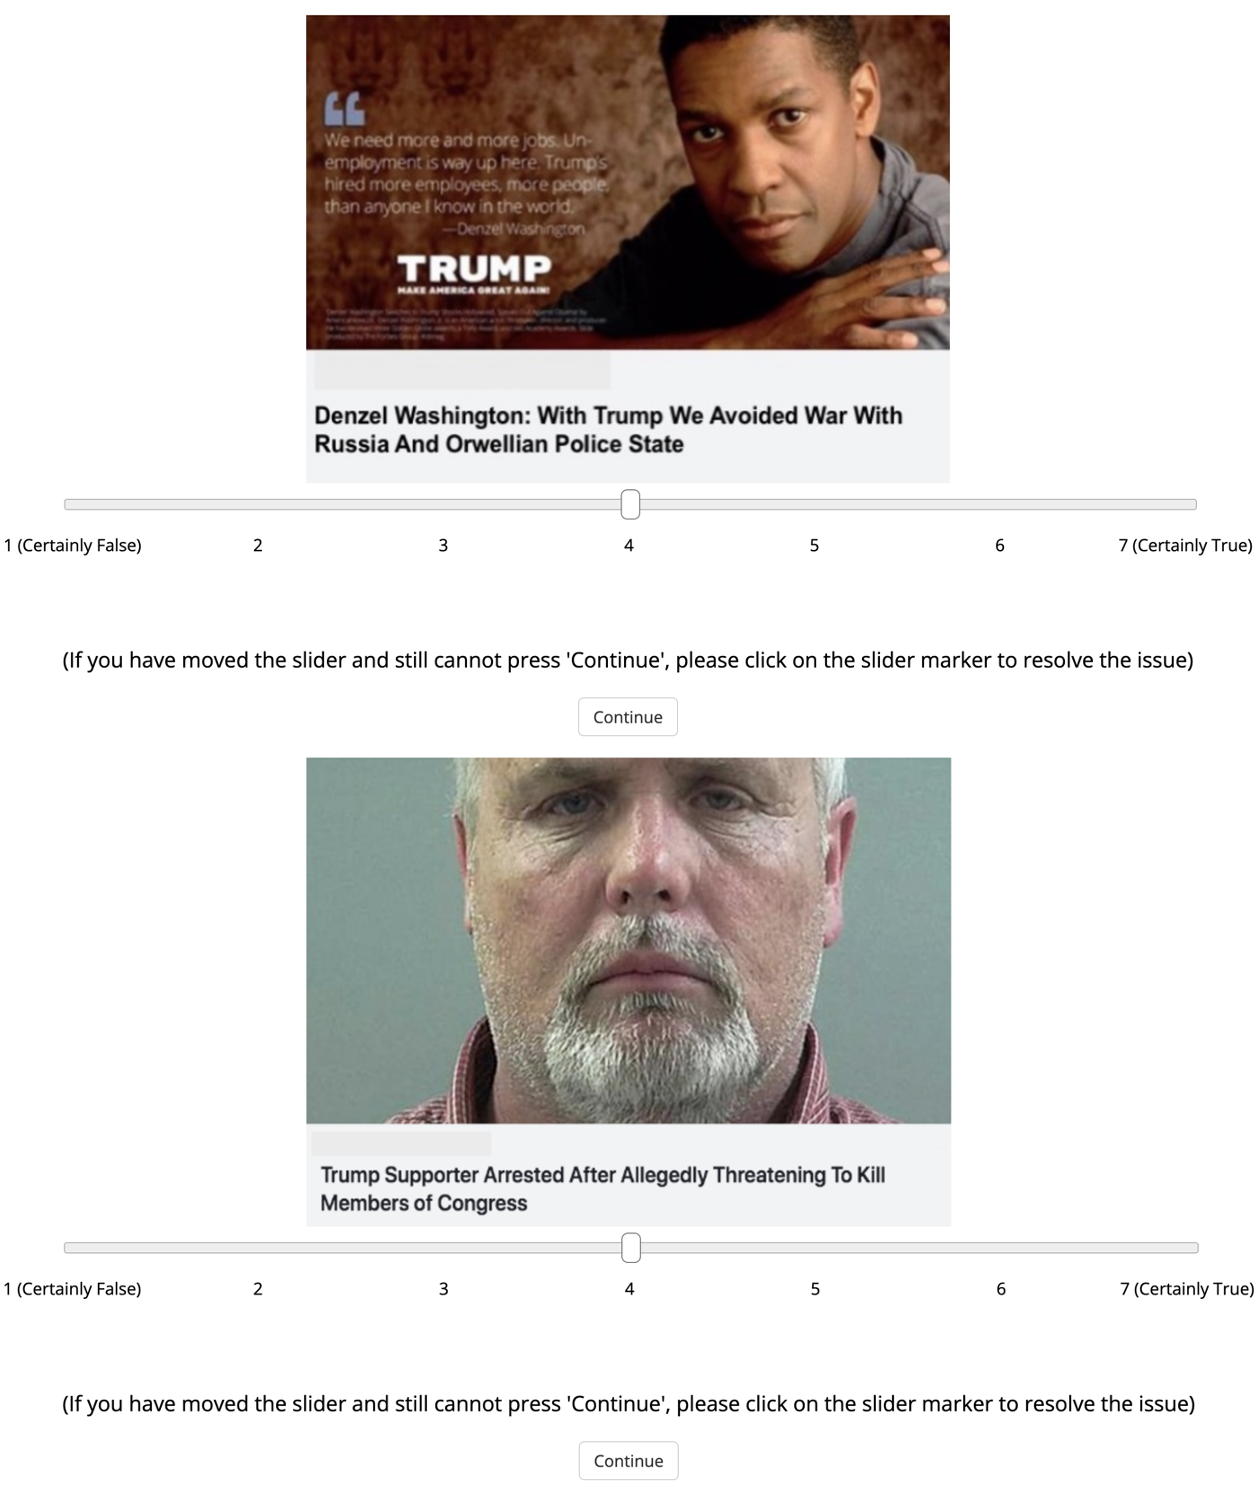 “
We need more and more jobs. Un-
employment is way up here. Trump's
hired more employees, more people,
than anyone I know in the world.
—Denzel Washington
TRUMP
MAKE AMERICA GREAT AGAIN!
Denzel Washington: With Trump We Avoided War With
Russia And Orwellian Police State
1 (Certainly False) 2 3 4 5 6 7 (Certainly True)
(If you have moved the slider and still cannot press 'Continue', please click on the slider marker to resolve the issue)
Continue
Trump Supporter Arrested After Allegedly Threatening To Kill
Members of Congress
1 (Certainly False) 2 3 4 5 6 7 (Certainly True)
(If you have moved the slider and still cannot press 'Continue', please click on the slider marker to resolve the issue)
Continue